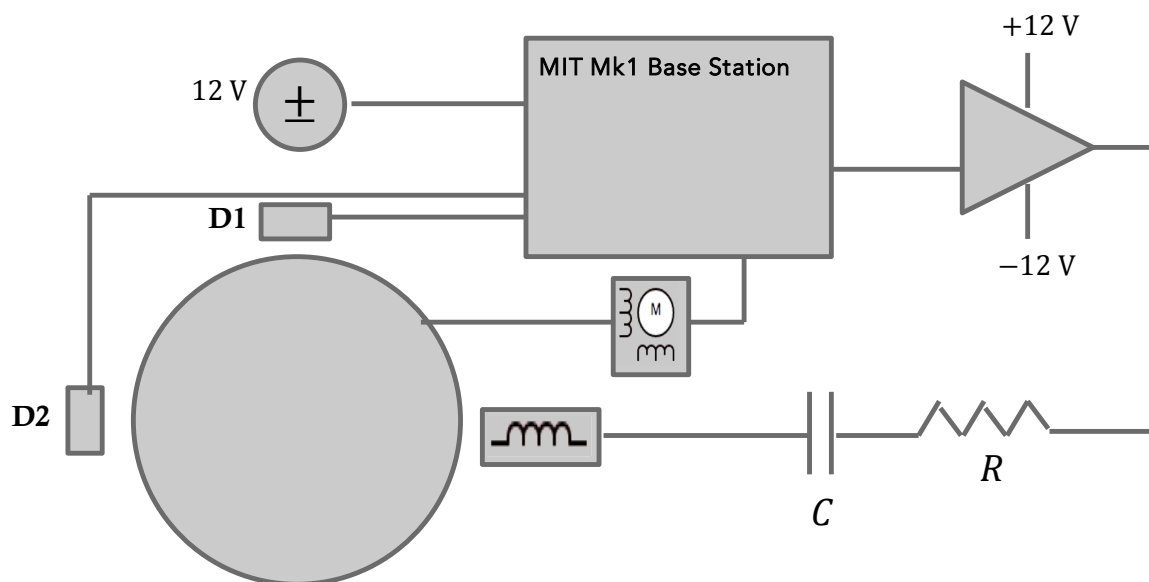 +12 V
MIT Mk1 Base Station
12 V
±
D1
−12 V
M
D2
R
C